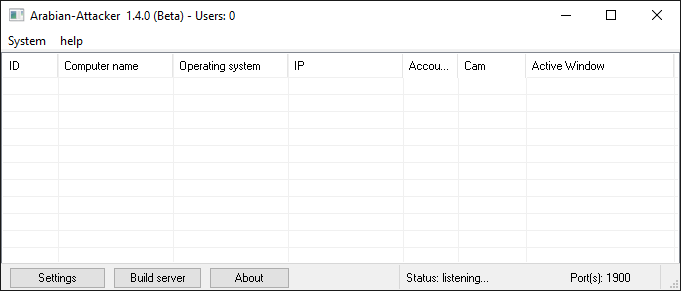 Arabian-Attacker 1.4.0 (Beta) - Users: 0
System help
ID Computer name Operating system IP Accou... Cam Active Window
Settings Build server About Status: listening... Port(s): 1900